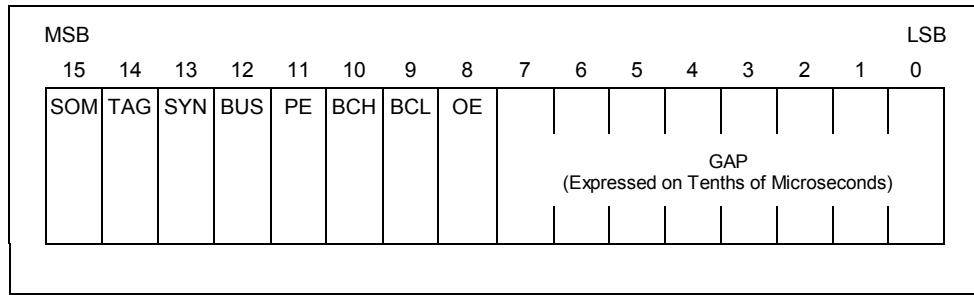 MSB LSB
15 14 13 12 11 10 9 8 7 6 5 4 3 2 1 0
SOM TAG SYN BUS PE BCH BCL OE
GAP
(Expressed on Tenths of Microseconds)